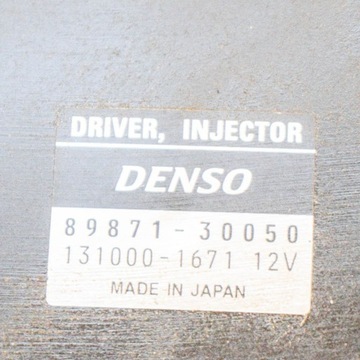 DRIVER, INJECTOR
DENSO
89871-30050
131000-1671 12V
MADE IN JAPAN